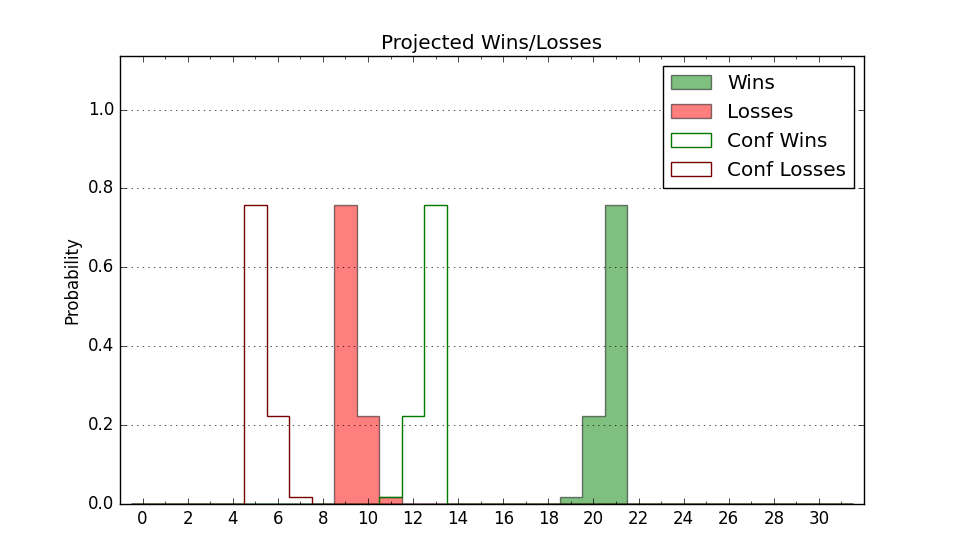 Projected Wins/Losses
Wins
Losses
Conf Wins
Conf Losses
Probability
1.0
0.8
0.6
0.4
0.2
0.0
0 2 4 6 8 10 12 14 16 18 20 22 24 26 28 30